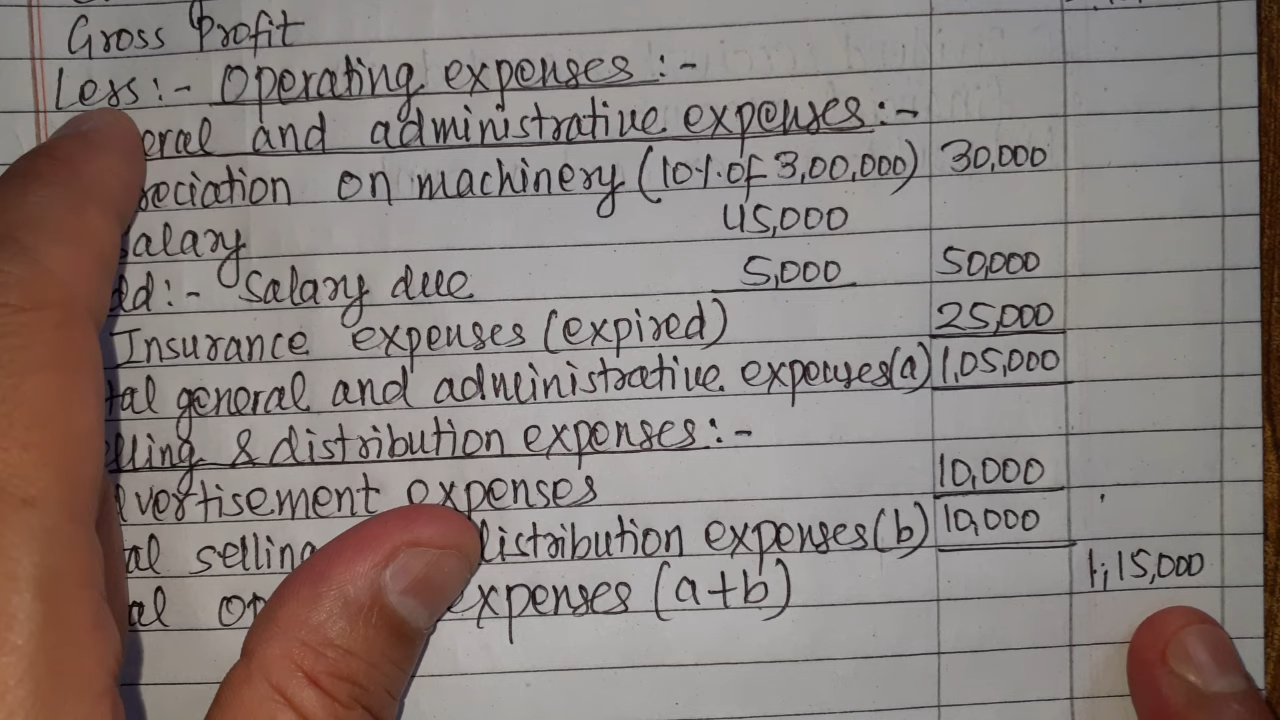 Gross Profit
Less:- Operating expenses:-
eral and administrative expenses:-
reciation on machinery (10% of 3,00,000) 30,000
Salary 45,000
dd:- Salary due 5,000 50,000
Insurance expenses (expired) 25,000
tal general and administrative expenses(a) 1,05,000
lling & distribution expenses:-
vertisement expenses 10,000
al selling distribution expenses(b) 10,000
al expenses (a+b) 1,15,000